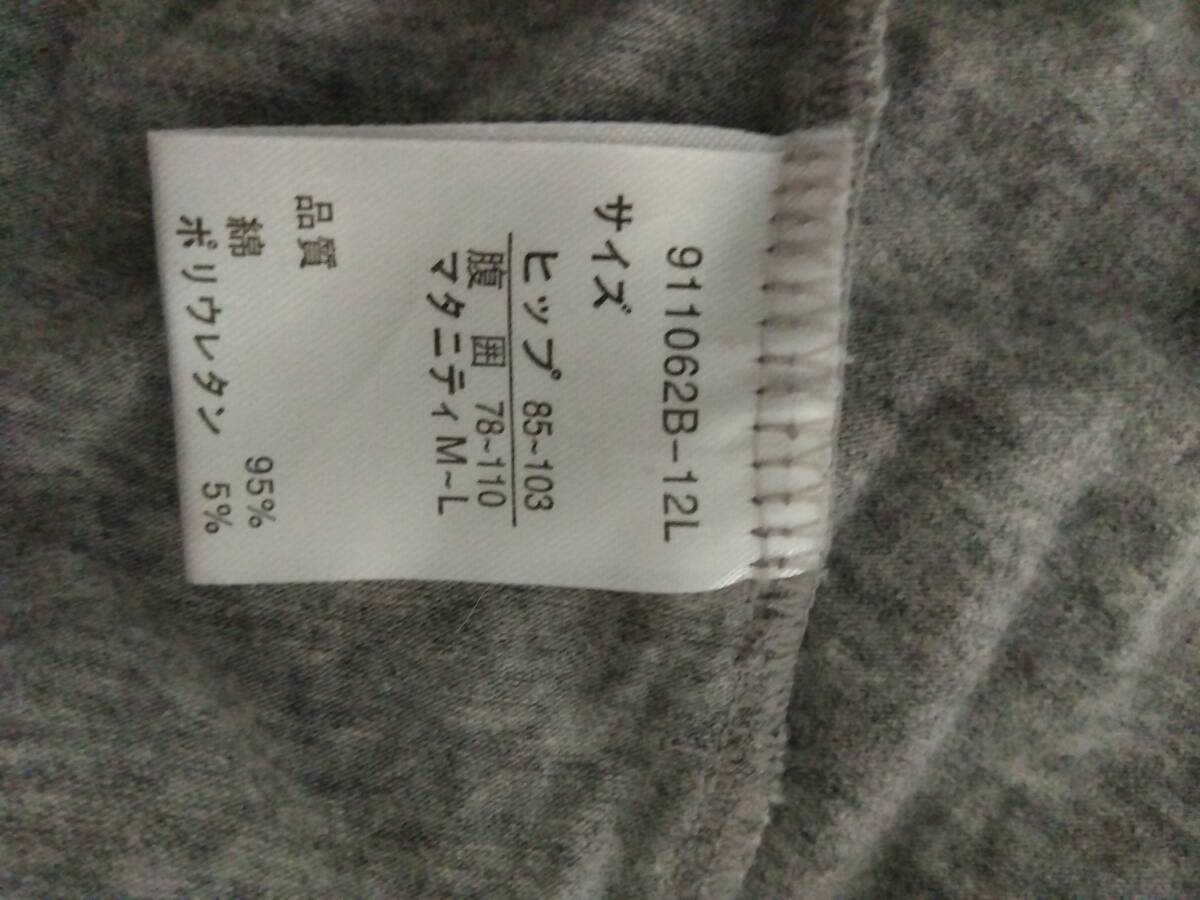 911062B-12L
サイズ
ヒップ 85~103
腹 囲 78~110
マタニティM~L
品質
綿 95%
ポリウレタン 5%